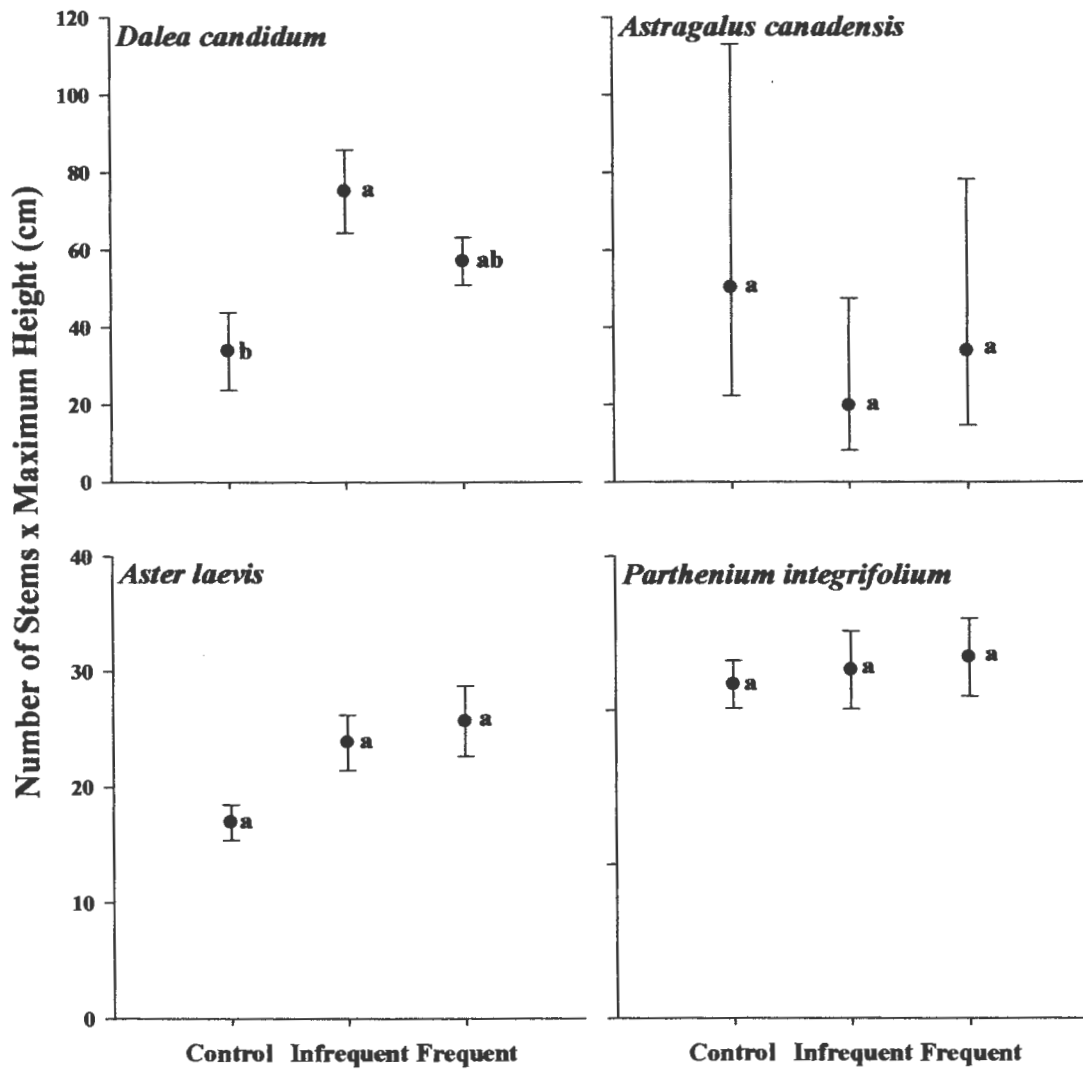 Number of Stems x Maximum Height (cm)
Dalea candidum
120
100
80
60
40
20
0
b
a
ab
Astragalus canadensis
a
a
a
Aster laevis
40
30
20
10
0
a
a
a
Control Infrequent Frequent
Parthenium integrifolium
a
a
a
Control Infrequent Frequent